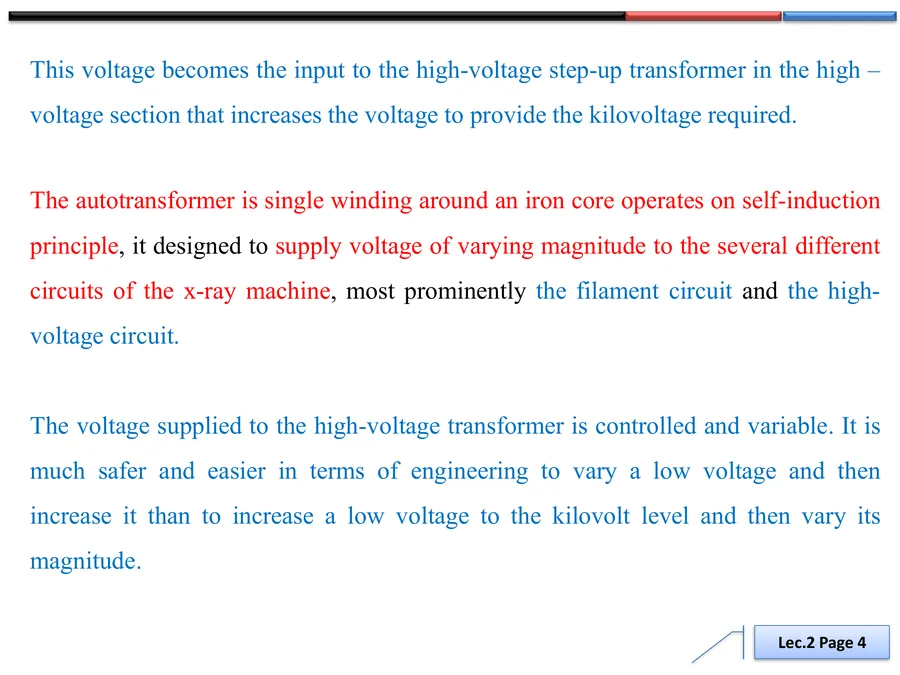 This voltage becomes the input to the high-voltage step-up transformer in the high –
voltage section that increases the voltage to provide the kilovoltage required.
The autotransformer is single winding around an iron core operates on self-induction
principle, it designed to supply voltage of varying magnitude to the several different
circuits of the x-ray machine, most prominently the filament circuit and the high-
voltage circuit.
The voltage supplied to the high-voltage transformer is controlled and variable. It is
much safer and easier in terms of engineering to vary a low voltage and then
increase it than to increase a low voltage to the kilovolt level and then vary its
magnitude.
Lec.2 Page 4